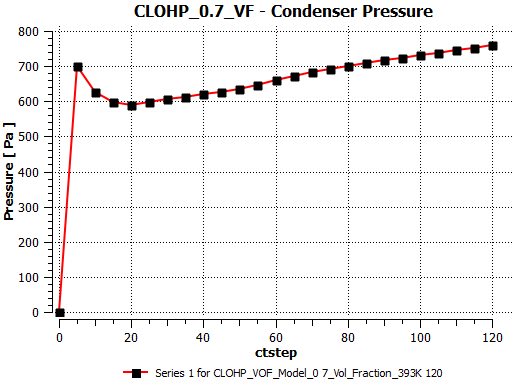 CLOHP_0.7_VF - Condenser Pressure
800
700
600
500
400
300
200
100
0
Pressure [ Pa ]
0 20 40 60 80 100 120
ctstep
Series 1 for CLOHP_VOF_Model_0 7_Vol_Fraction_393K 120